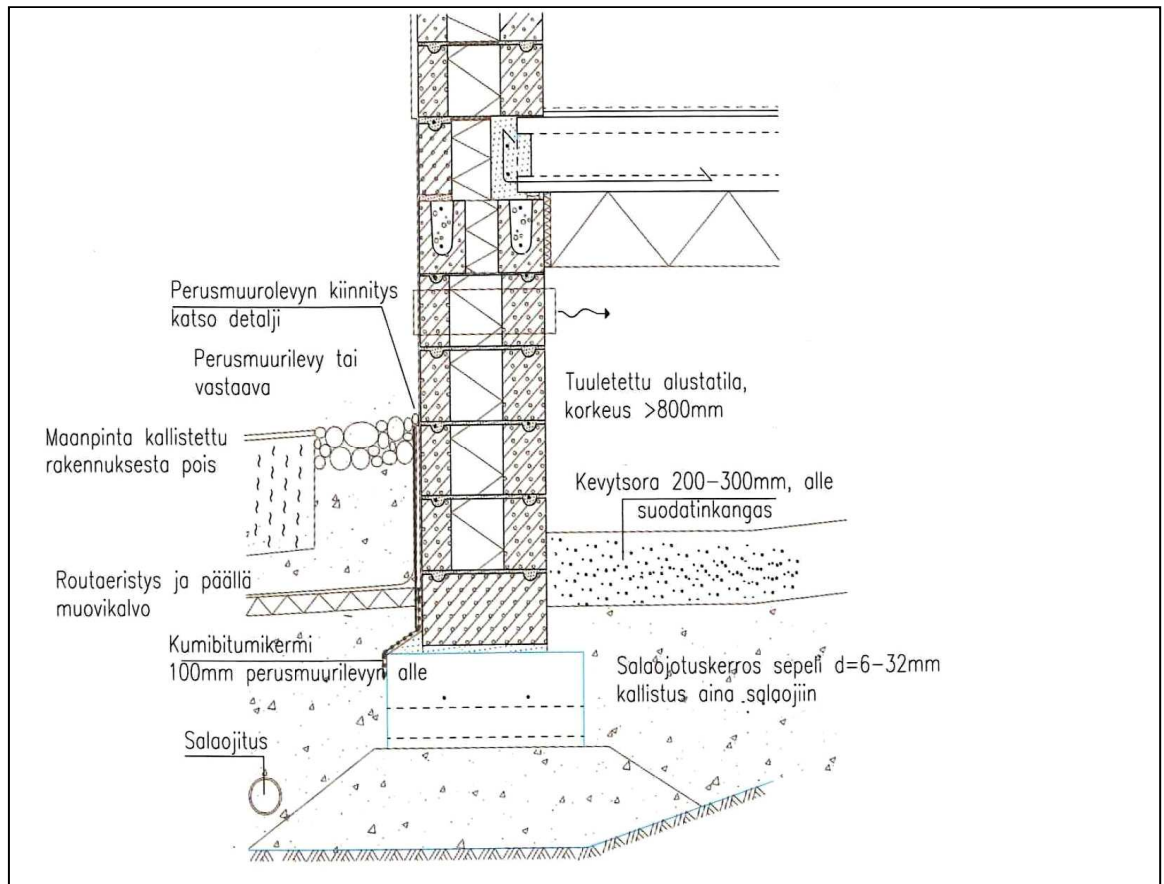 Perusmuurolevyn kiinnitys
katso detalji
Perusmuurilevy tai
vastaava
Maanpinta kallistettu
rakennuksesta pois
Tuuletettu alustatila,
korkeus >800mm
Kevytsora 200-300mm, alle
suodatinkangas
Routaeristys ja päällä
muovikalvo
Kumibitumikermi
100mm perusmuurilevyn alle
Salaojotuskerros sepeli d=6-32mm
kallistus aina salaojiin
Salaojitus